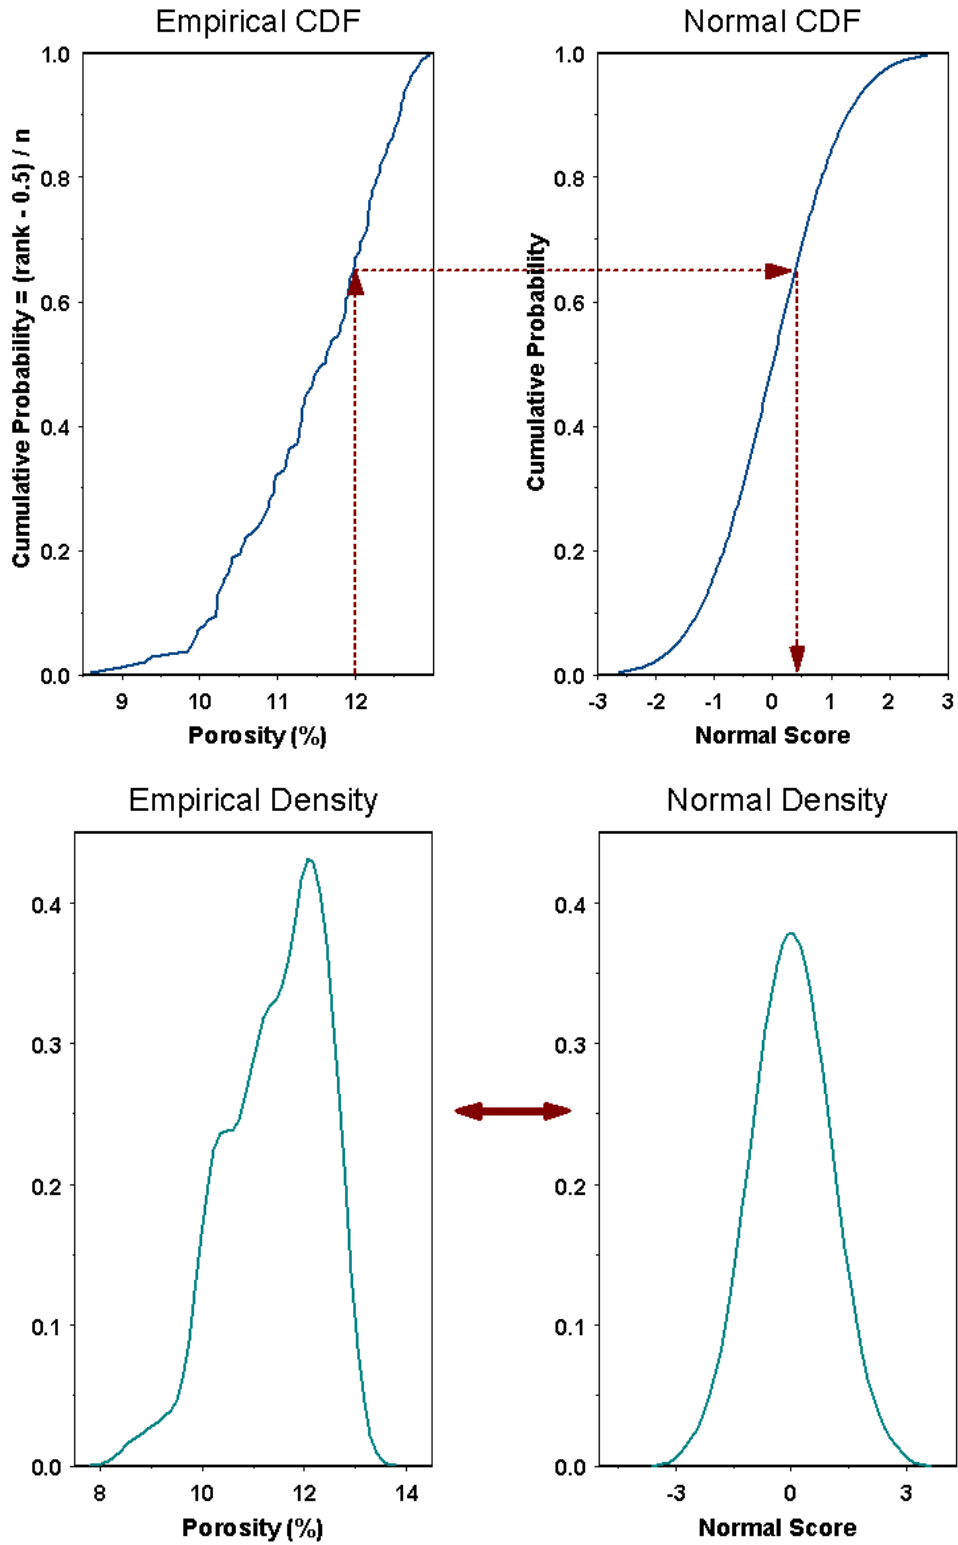 Empirical CDF
Normal CDF
Cumulative Probability = (rank - 0.5) / n
1.0
0.8
0.6
0.4
0.2
0.0
9 10 11 12
Porosity (%)
Cumulative Probability
1.0
0.8
0.6
0.4
0.2
0.0
-3 -2 -1 0 1 2 3
Normal Score
Empirical Density
Normal Density
0.4
0.3
0.2
0.1
0.0
8 10 12 14
Porosity (%)
0.4
0.3
0.2
0.1
0.0
-3 0 3
Normal Score